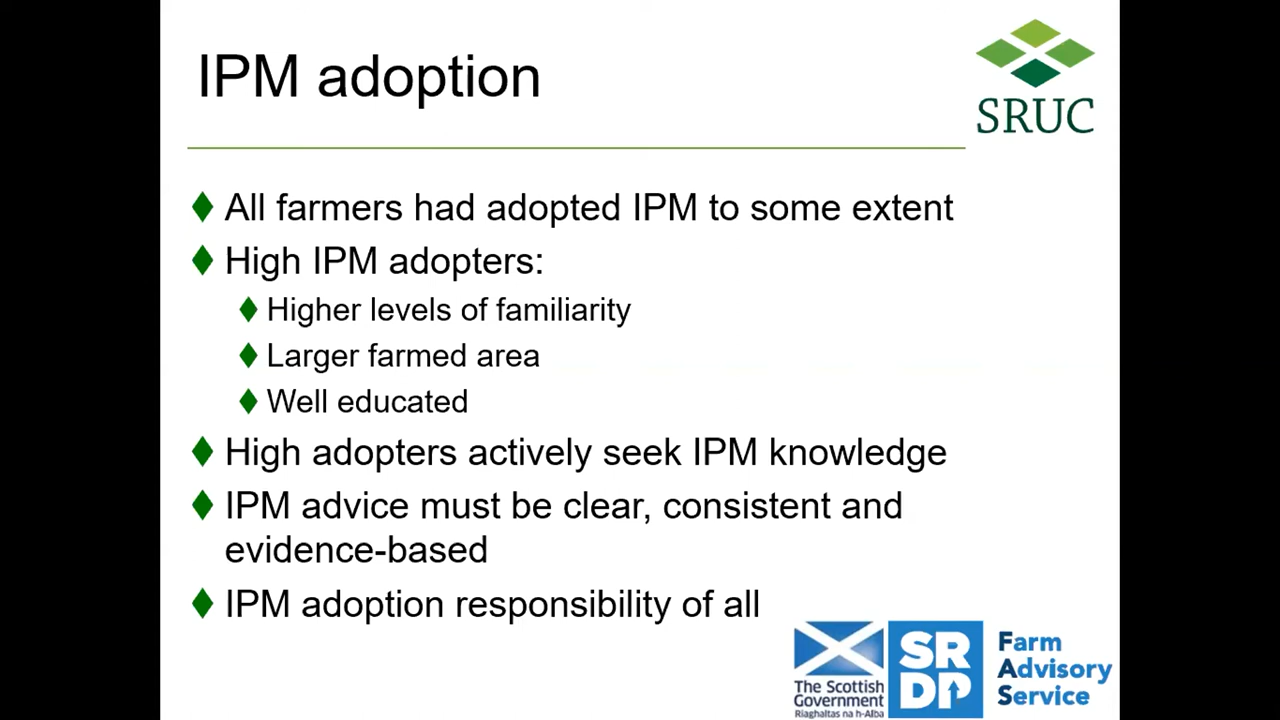 IPM adoption
SRUC
All farmers had adopted IPM to some extent
High IPM adopters:
Higher levels of familiarity
Larger farmed area
Well educated
High adopters actively seek IPM knowledge
IPM advice must be clear, consistent and
evidence-based
IPM adoption responsibility of all
The Scottish
Government
Riaghaltas na h-Alba
SR
DP
Farm
Advisory
Service